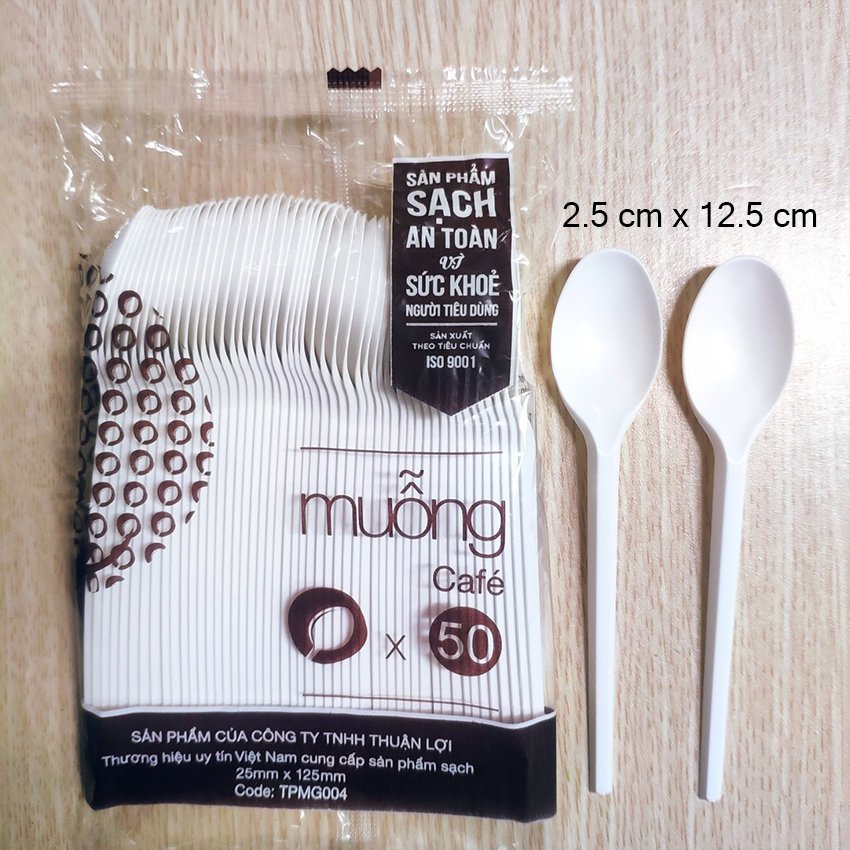 SẢN PHẨM
SẠCH
AN TOÀN
VÌ
SỨC KHOẺ
NGƯỜI TIÊU DÙNG
SẢN XUẤT
THEO TIÊU CHUẨN
ISO 9001
2.5 cm x 12.5 cm
muỗng
Café
x 50
SẢN PHẨM CỦA CÔNG TY TNHH THUẬN LỢI
Thương hiệu uy tín Việt Nam cung cấp sản phẩm sạch
25mm x 125mm
Code: TPMG004